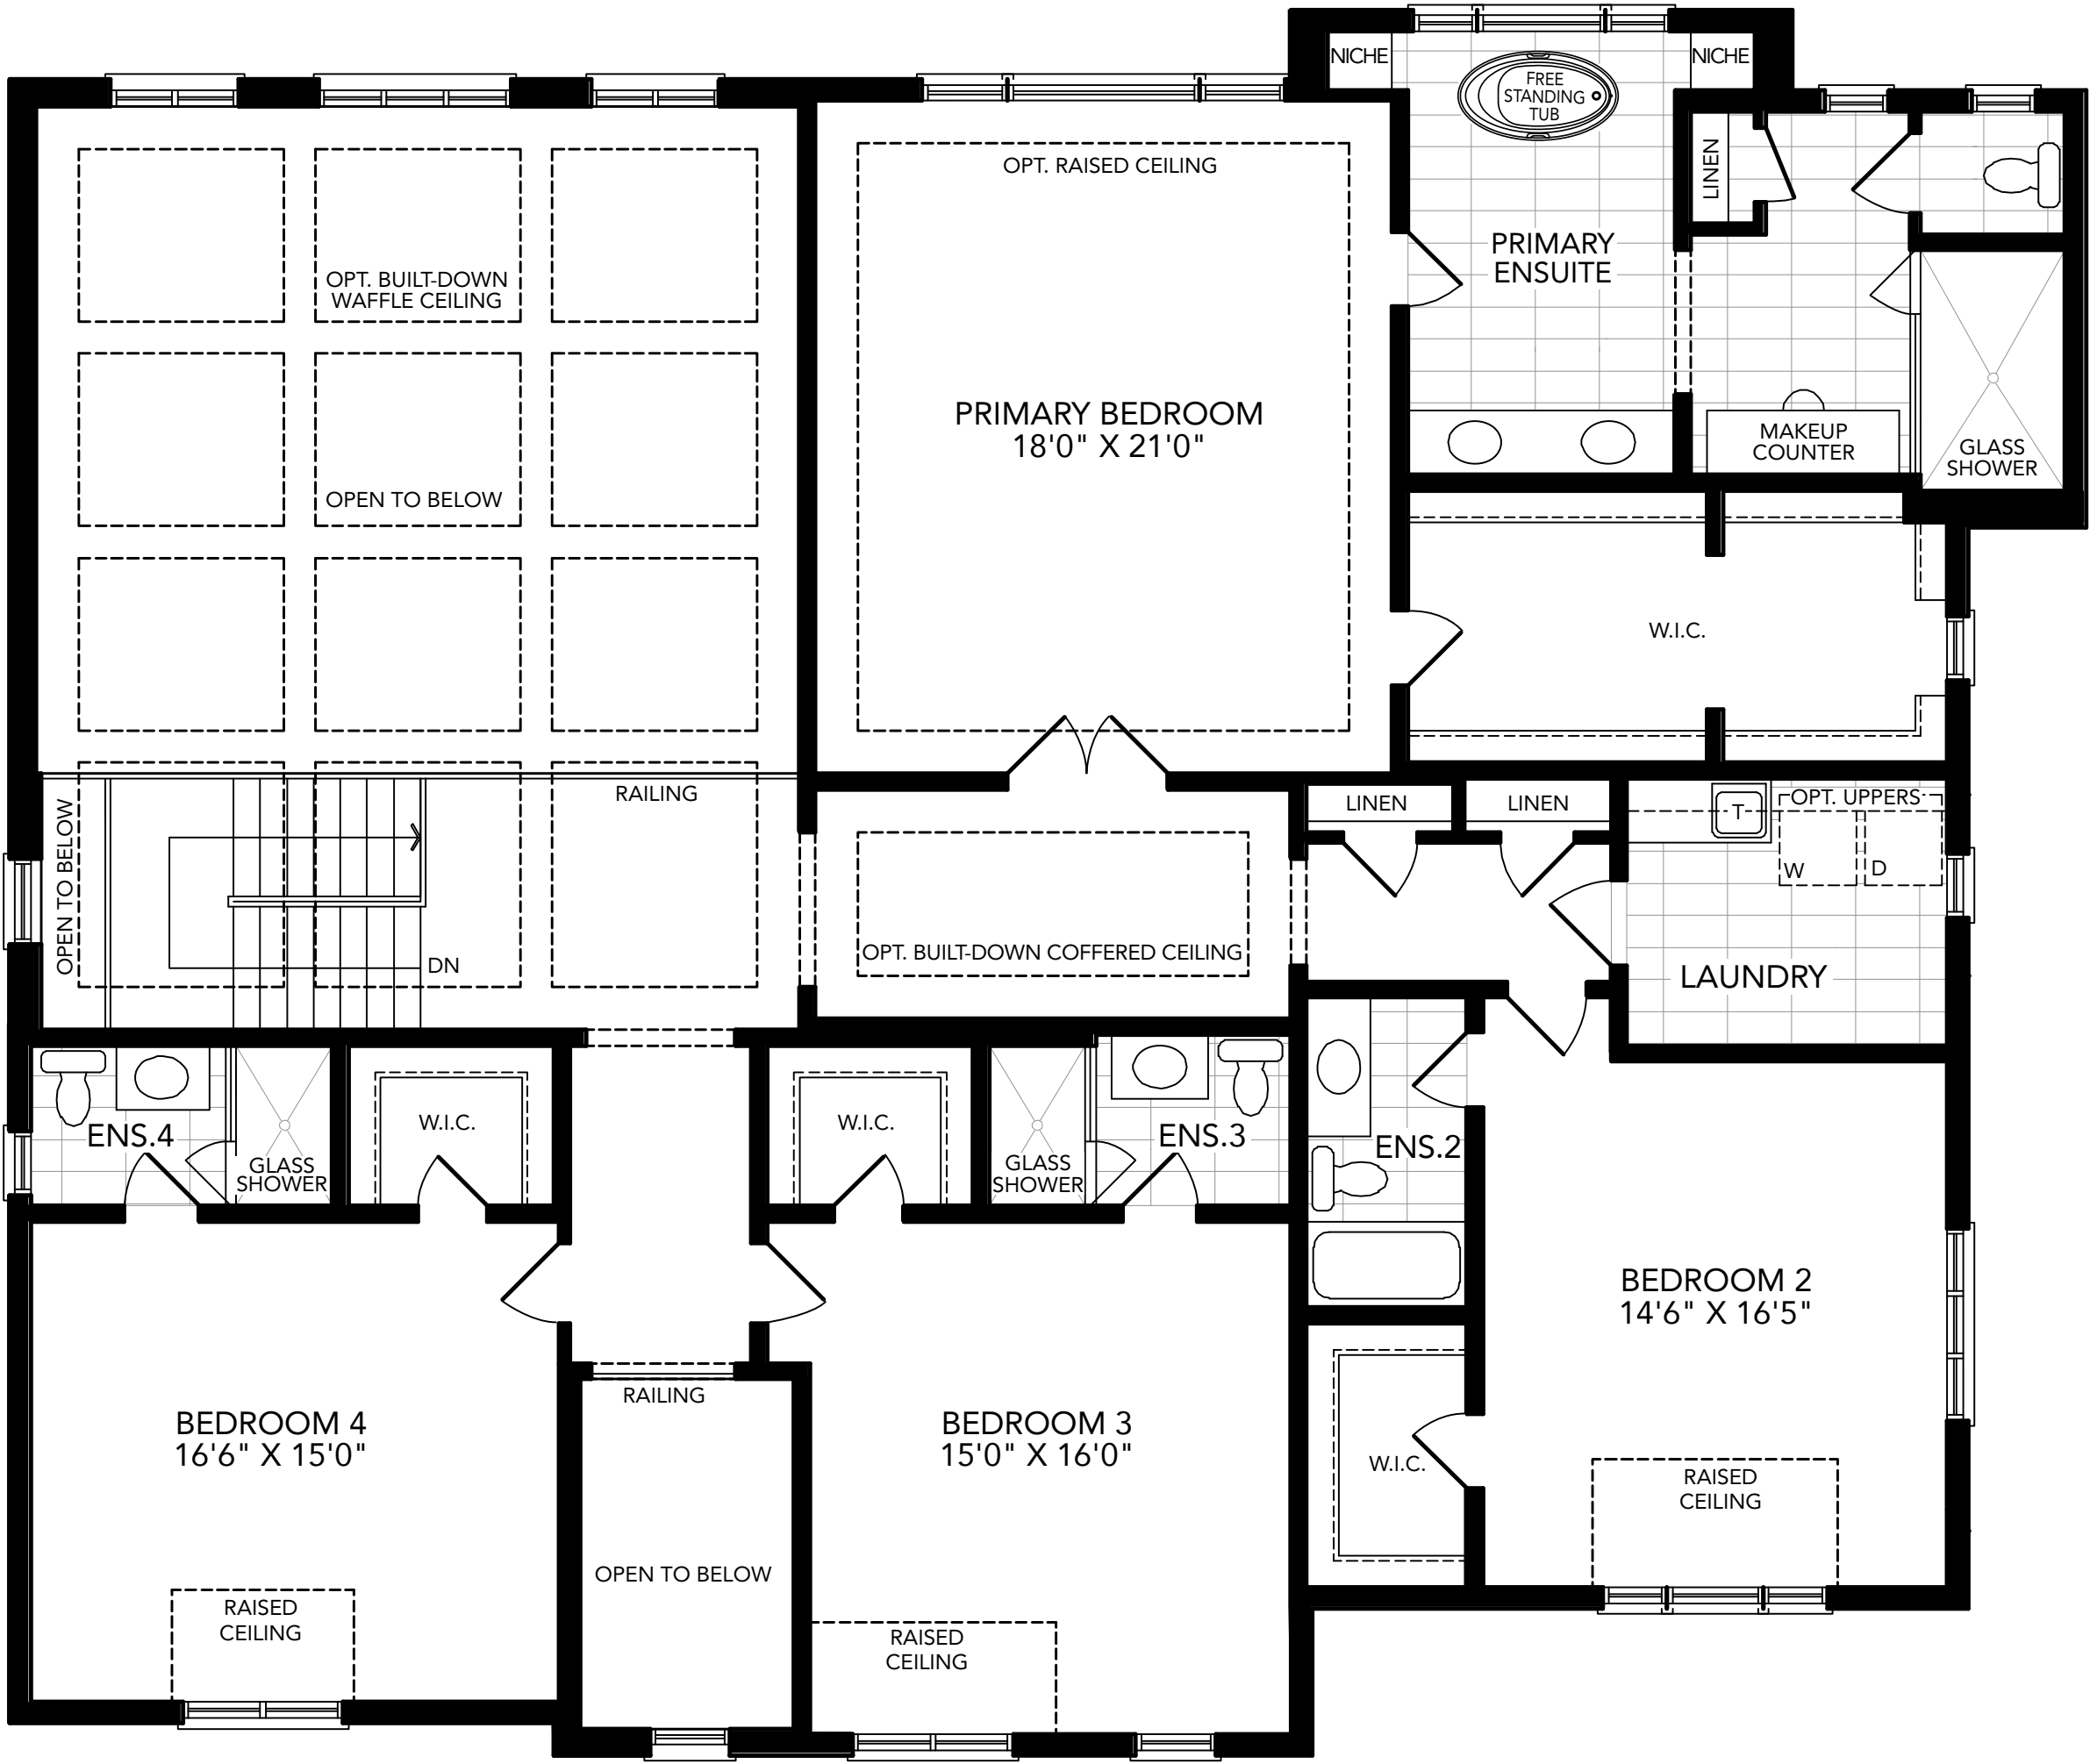 NICHE
FREE
STANDING
TUB
NICHE
LINEN
OPT. RAISED CEILING
PRIMARY
ENSUITE
OPT. BUILT-DOWN
WAFFLE CEILING
PRIMARY BEDROOM
18'0" X 21'0"
MAKEUP
COUNTER
GLASS
SHOWER
OPEN TO BELOW
W.I.C.
RAILING
OPEN TO BELOW
DN
OPT. BUILT-DOWN COFFERED CEILING
LINEN
LINEN
T
OPT. UPPERS
W
D
LAUNDRY
ENS.4
GLASS
SHOWER
W.I.C.
W.I.C.
GLASS
SHOWER
ENS.3
ENS.2
BEDROOM 2
14'6" X 16'5"
RAILING
BEDROOM 4
16'6" X 15'0"
BEDROOM 3
15'0" X 16'0"
W.I.C.
RAISED
CEILING
OPEN TO BELOW
RAISED
CEILING
RAISED
CEILING